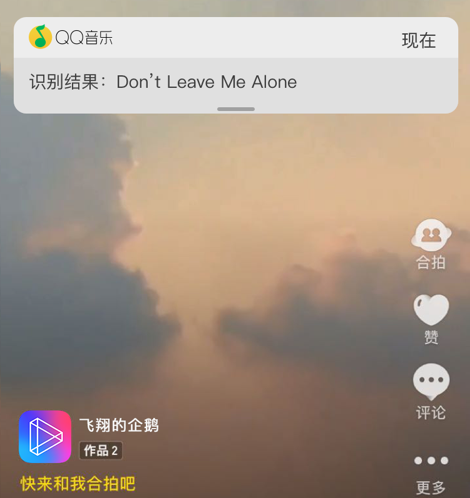 QQ音乐
现在
识别结果：Don't Leave Me Alone
合拍
赞
评论
飞翔的企鹅
作品 2
快来和我合拍吧
更多